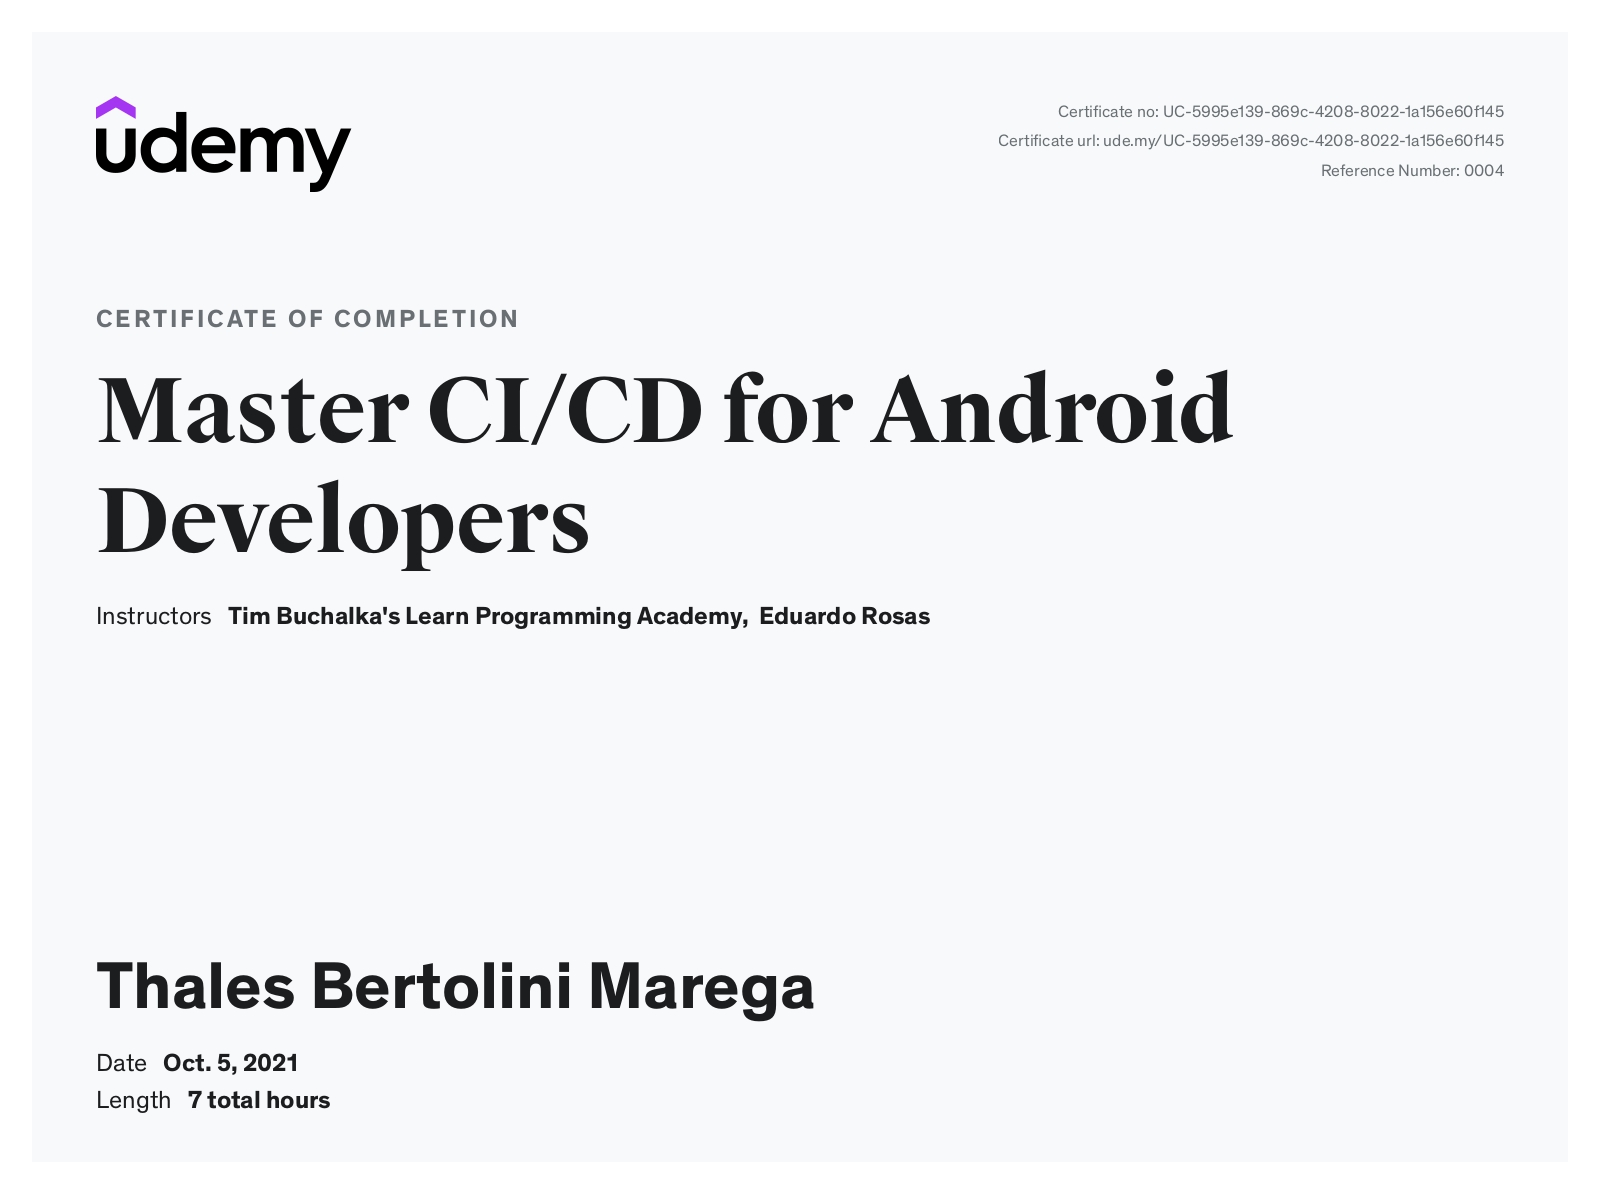 udemy
Certificate no: UC-5995e139-869c-4208-8022-1a156e60f145
Certificate url: ude.my/UC-5995e139-869c-4208-8022-1a156e60f145
Reference Number: 0004
CERTIFICATE OF COMPLETION
Master CI/CD for Android
Developers
Instructors Tim Buchalka's Learn Programming Academy, Eduardo Rosas
Thales Bertolini Marega
Date Oct. 5, 2021
Length 7 total hours